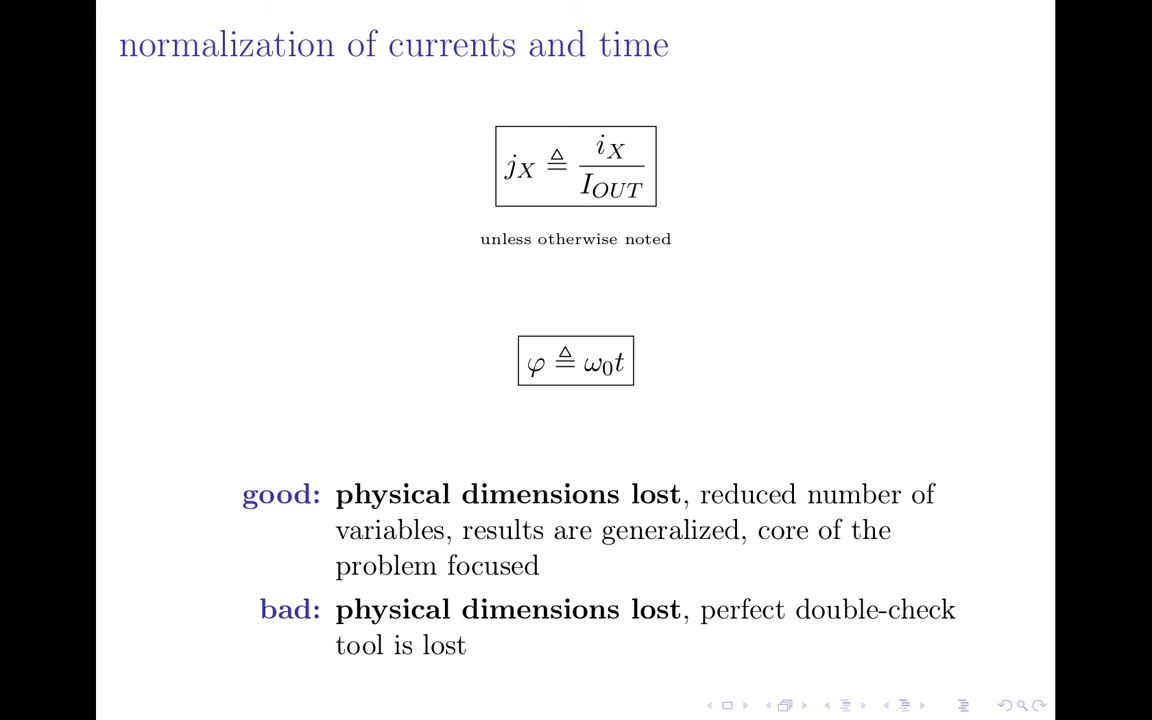 normalization of currents and time
j_X ≜ i_X / I_OUT
unless otherwise noted
φ ≜ ω_0 t
good: physical dimensions lost, reduced number of
variables, results are generalized, core of the
problem focused
bad: physical dimensions lost, perfect double-check
tool is lost